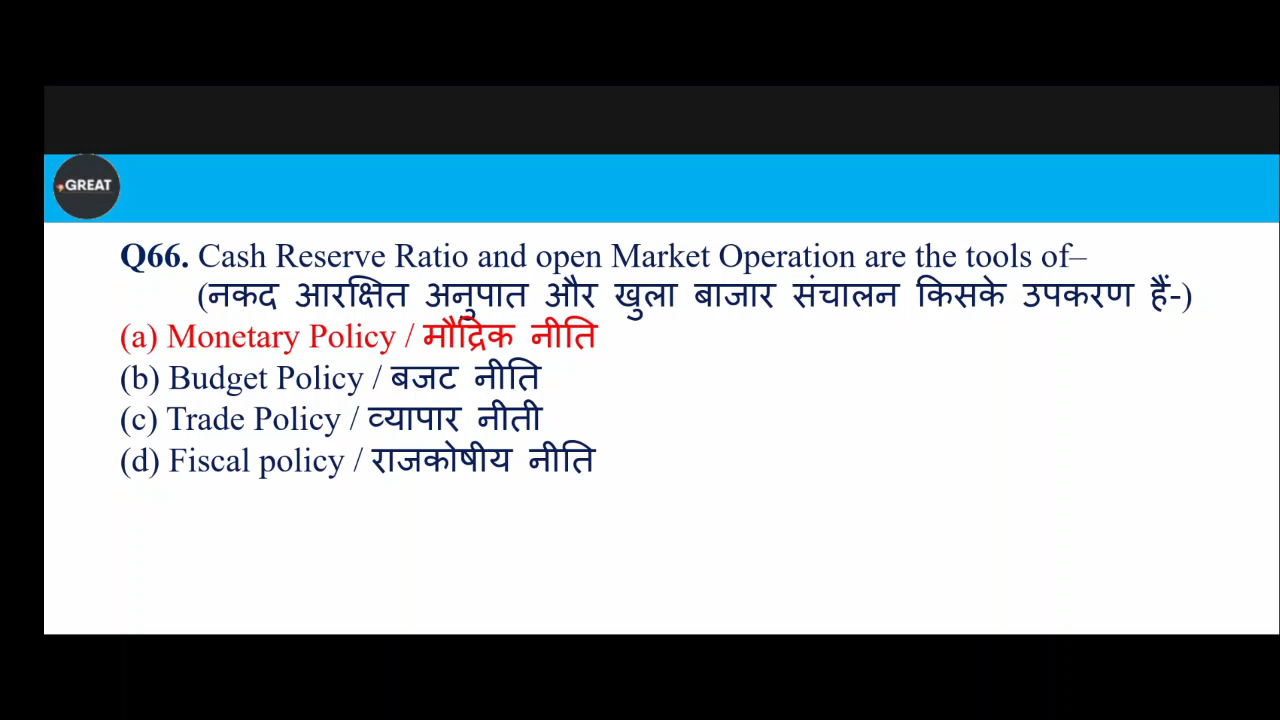 GREAT
Q66. Cash Reserve Ratio and open Market Operation are the tools of–
(नकद आरक्षित अनुपात और खुला बाजार संचालन किसके उपकरण हैं-)
(a) Monetary Policy / मौद्रिक नीति
(b) Budget Policy / बजट नीति
(c) Trade Policy / व्यापार नीती
(d) Fiscal policy / राजकोषीय नीति